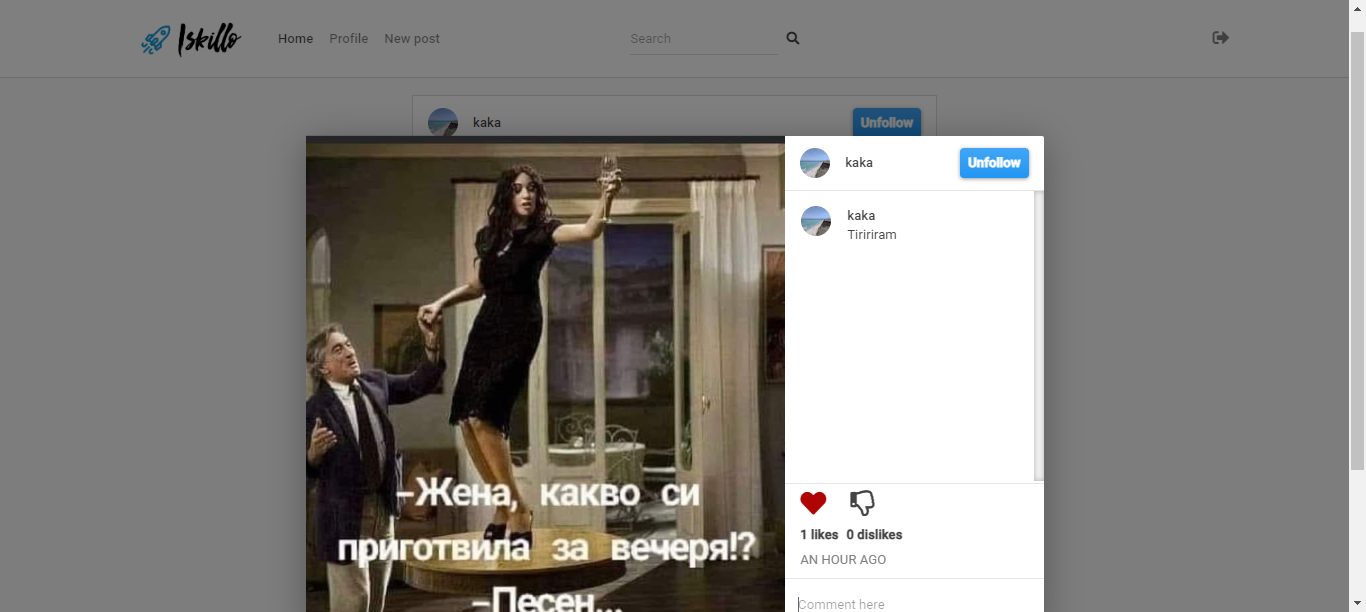 Iskillo
Home Profile New post
Search
kaka
Unfollow
kaka
Unfollow
–Жена, какво си
приготвила за вечеря!?
–Песен...
kaka
Tiririram
1 likes 0 dislikes
AN HOUR AGO
Comment here